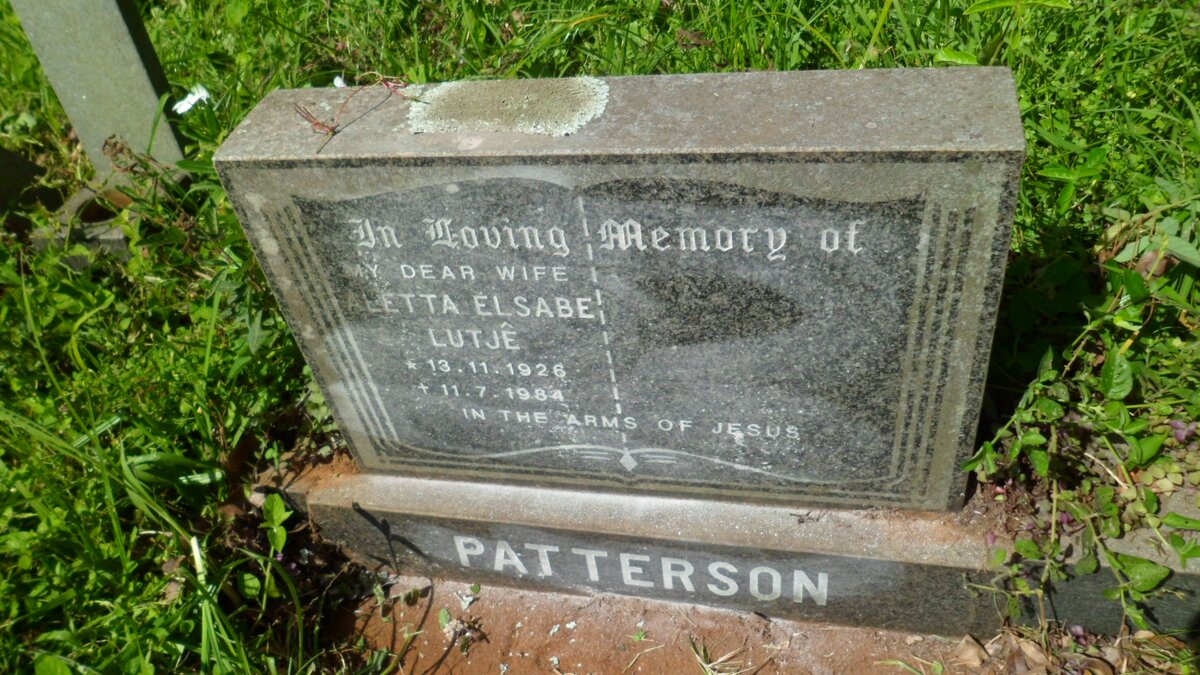 In Loving Memory of
MY DEAR WIFE
ALETTA ELSABE
LUTJÊ
* 13.11.1926
+ 11.7.1984
IN THE ARMS OF JESUS
PATTERSON